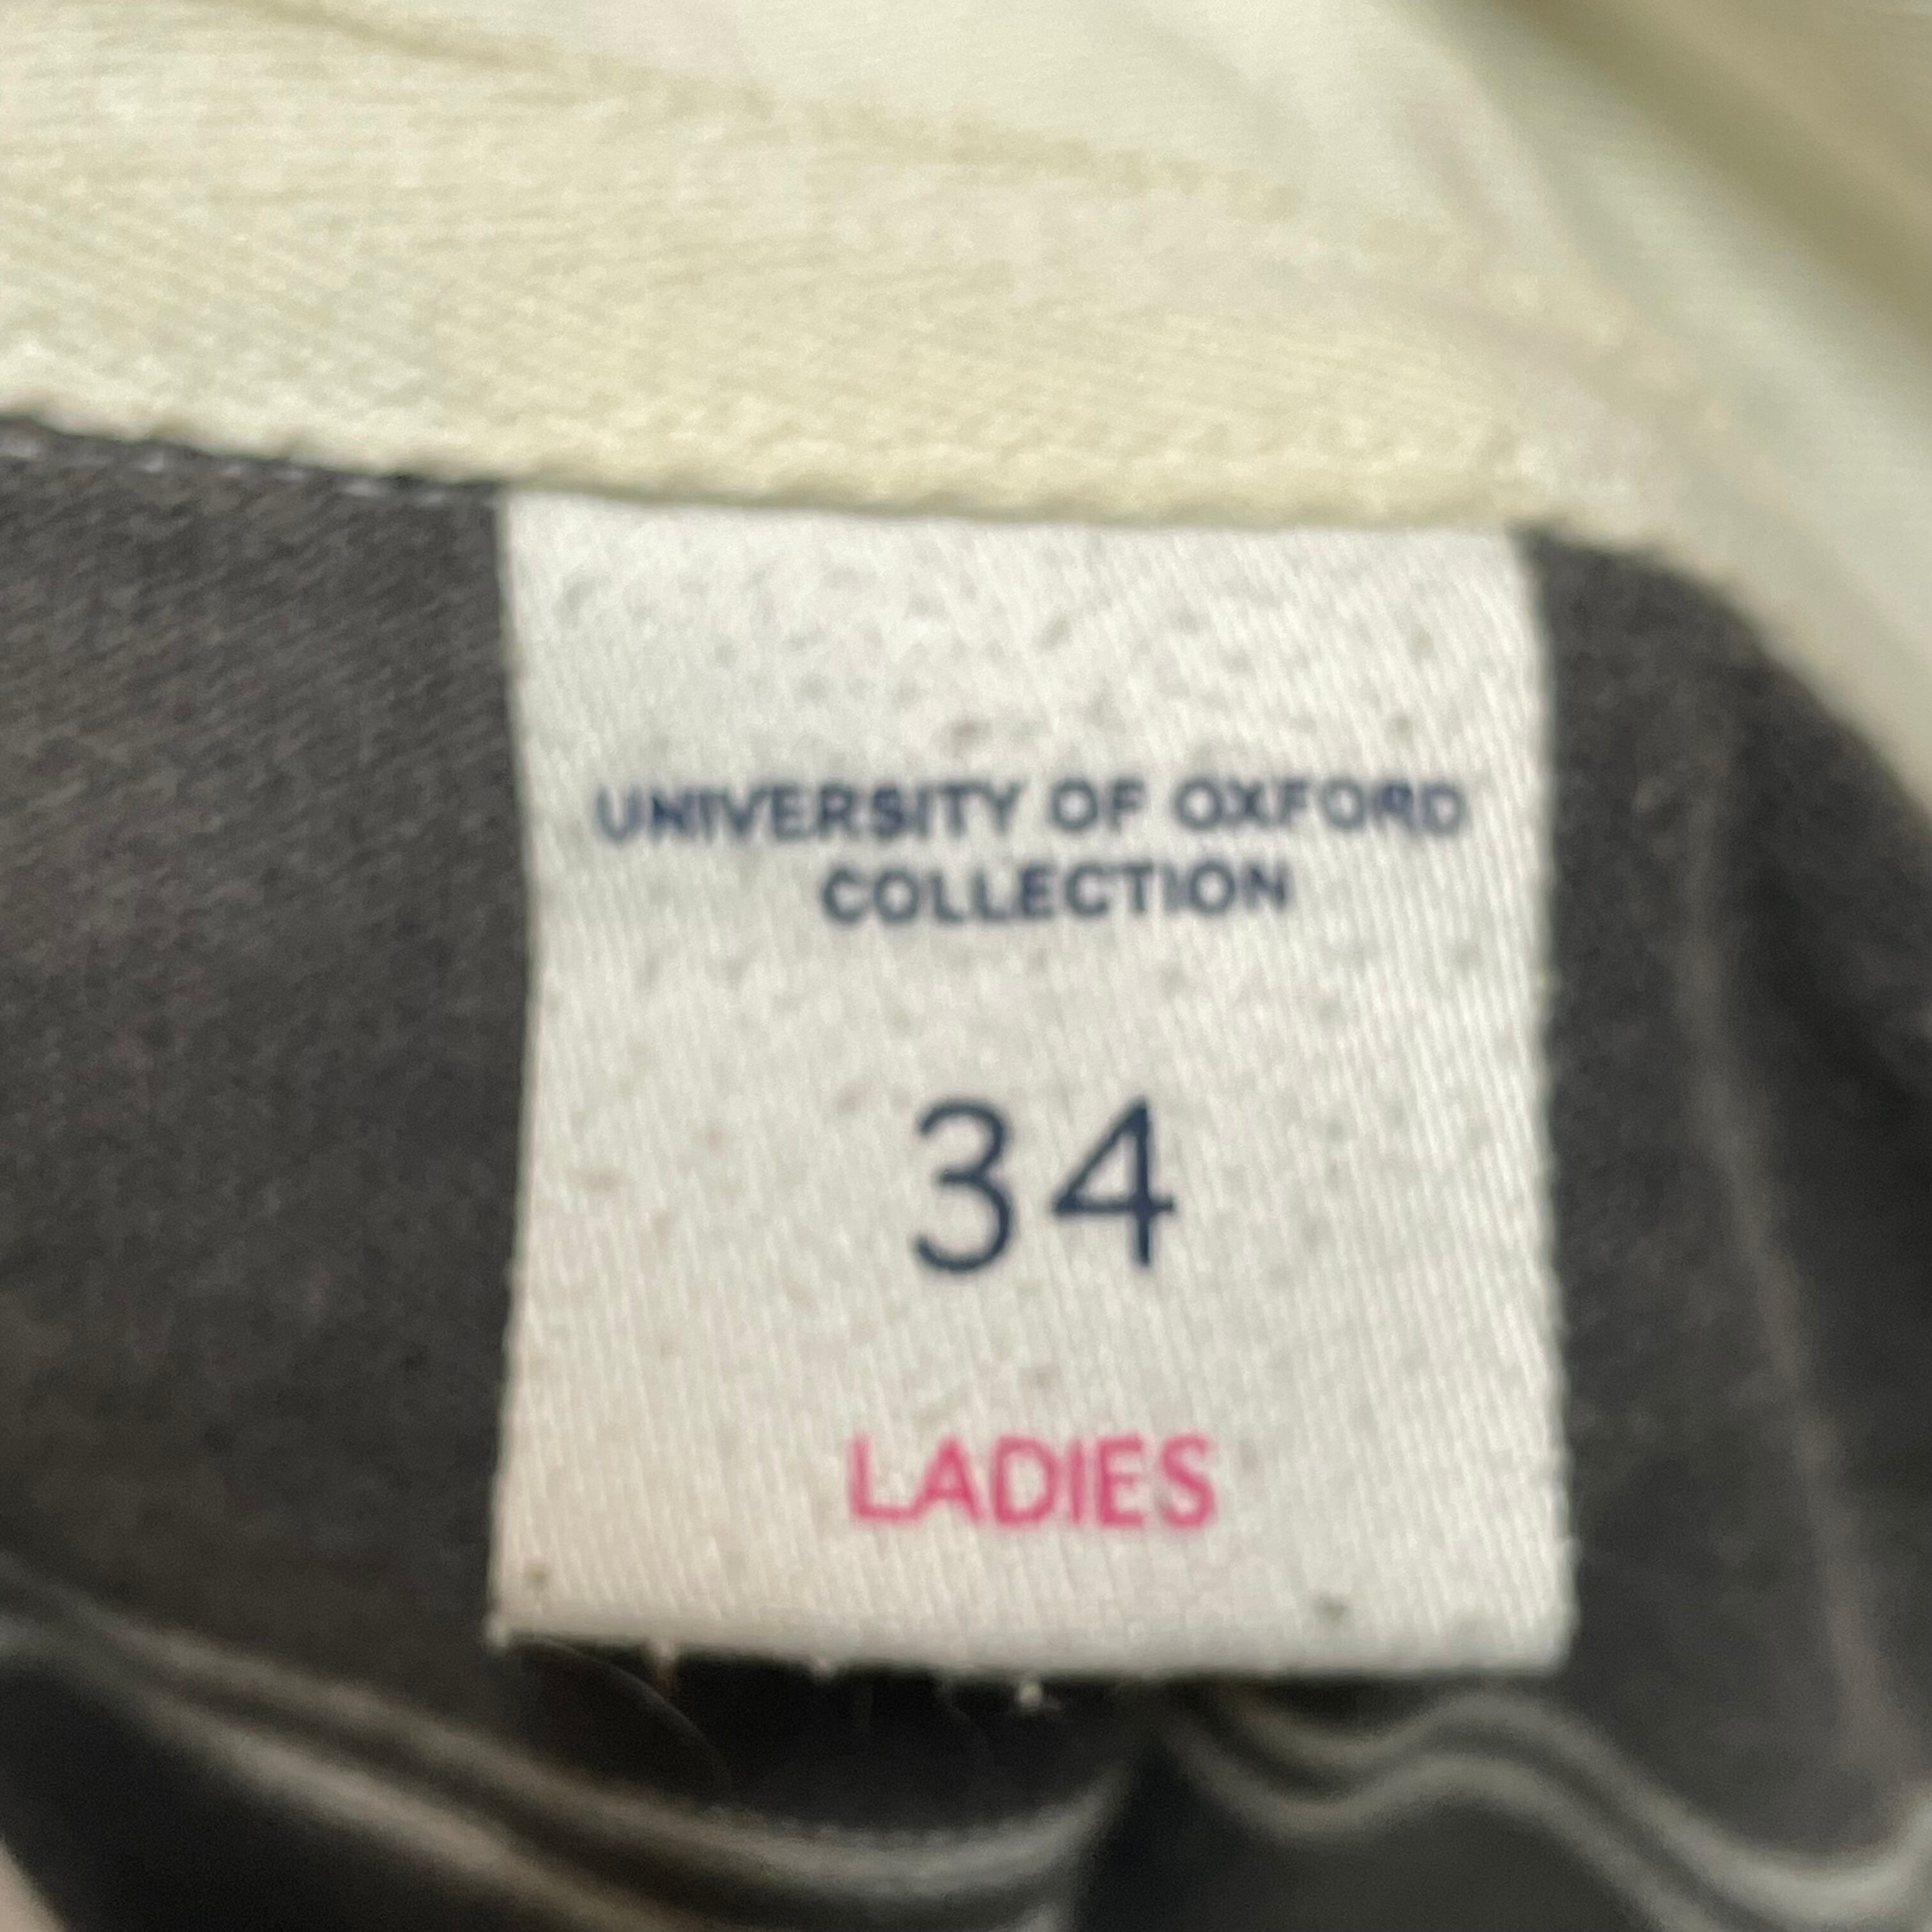 UNIVERSITY OF OXFORD
COLLECTION
34
LADIES